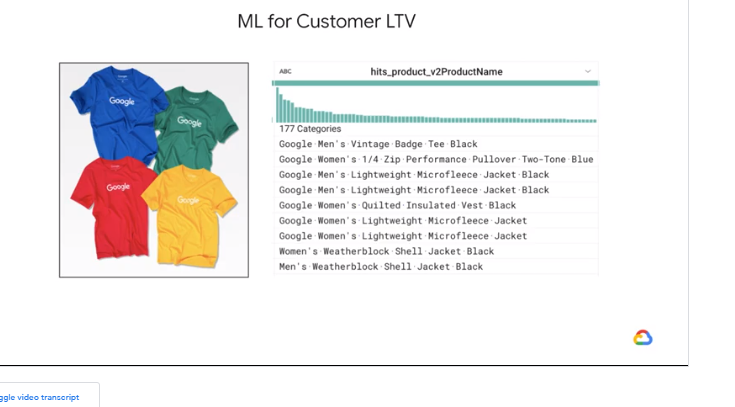 ML for Customer LTV
Google
Google
Google
Google
ABC
hits_product_v2ProductName
177 Categories
Google·Men's·Vintage·Badge·Tee·Black
Google·Women's·1/4·Zip·Performance·Pullover·Two-Tone·Blue
Google·Men's·Lightweight·Microfleece·Jacket·Black
Google·Men's·Lightweight·Microfleece·Jacket·Black
Google·Women's·Quilted·Insulated·Vest·Black
Google·Women's·Lightweight·Microfleece·Jacket
Google·Women's·Lightweight·Microfleece·Jacket
Women's·Weatherblock·Shell·Jacket·Black
Men's·Weatherblock·Shell·Jacket·Black
ggle video transcript